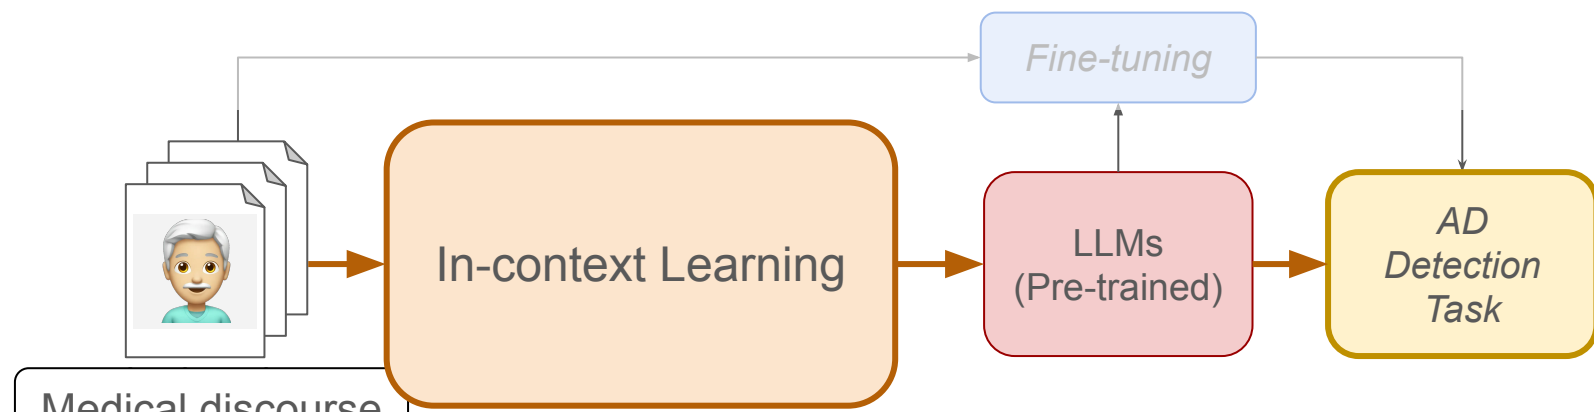 Fine-tuning
In-context Learning
LLMs
(Pre-trained)
AD
Detection
Task
Medical discourse